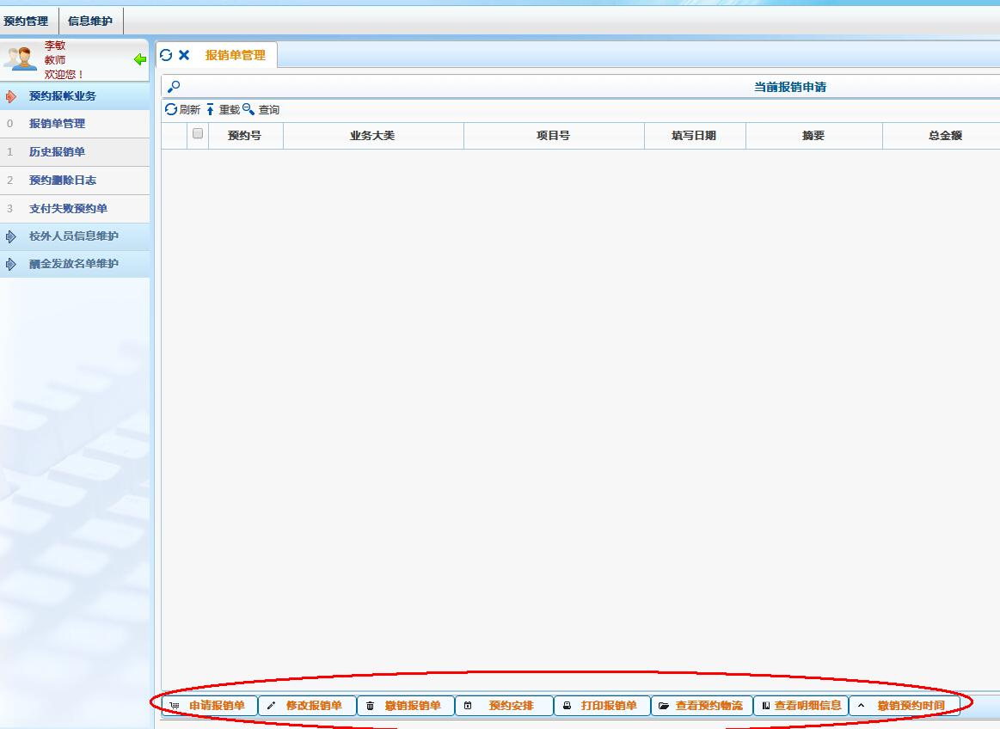 预约管理 信息维护
李敏
教师
欢迎您！
预约报帐业务
0 报销单管理
1 历史报销单
2 预约删除日志
3 支付失败预约单
校外人员信息维护
酬金发放名单维护
报销单管理
当前报销申请
刷新 重载 查询
预约号 业务大类 项目号 填写日期 摘要 总金额
申请报销单 修改报销单 撤销报销单 预约安排 打印报销单 查看预约物流 查看明细信息 撤销预约时间